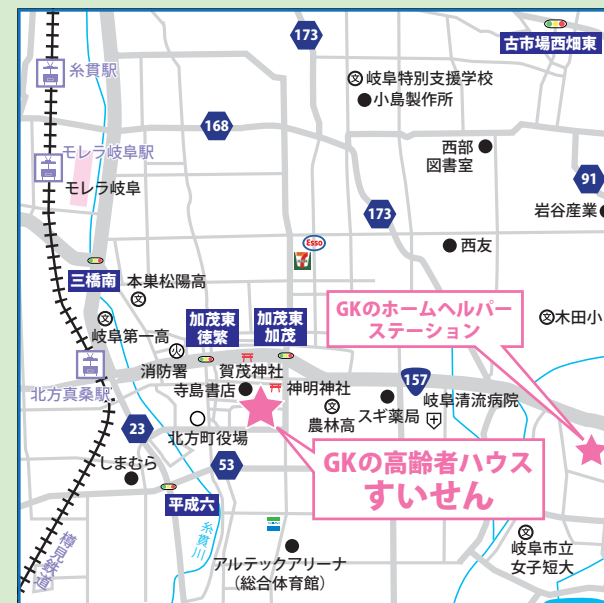 173
古市場西畑東
糸貫駅
岐阜特別支援学校
小島製作所
168
西部
図書室
モレラ岐阜駅
モレラ岐阜
91
173
岩谷産業
Esso
7
西友
三橋南
本巣松陽高
GKのホームヘルパー
ステーション
文
文
岐阜第一高
加茂東
徳繁
加茂東
加茂
文木田小
火
消防署
賀茂神社
157
北方真桑駅
寺島書店
神明神社
岐阜清流病院
文
農林高
スギ薬局
23
北方町役場
GKの高齢者ハウス
すいせん
しまむら
53
平成六
糸貫川
樽見鉄道
アルテックアリーナ
（総合体育館）
文
岐阜市立
女子短大